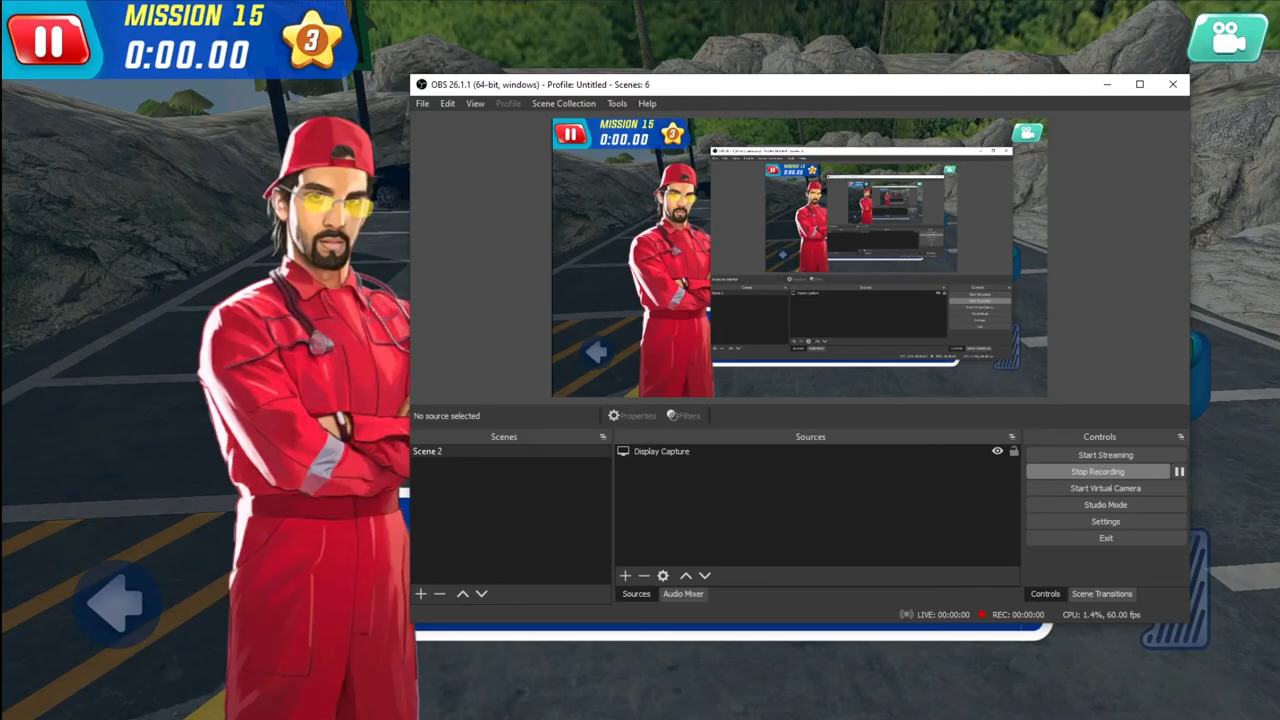 MISSION 15
0:00.00
3
OBS 26.1.1 (64-bit, windows) - Profile: Untitled - Scenes: 6
File Edit View Profile Scene Collection Tools Help
MISSION 15
0:00.00
3
No source selected
Properties Filters
Scenes
Sources
Controls
Scene 2
Display Capture
Start Streaming
Stop Recording
Start Virtual Camera
Studio Mode
Settings
Exit
Sources Audio Mixer
Controls Scene Transitions
LIVE: 00:00:00 REC: 00:00:00 CPU: 1.4%, 60.00 fps